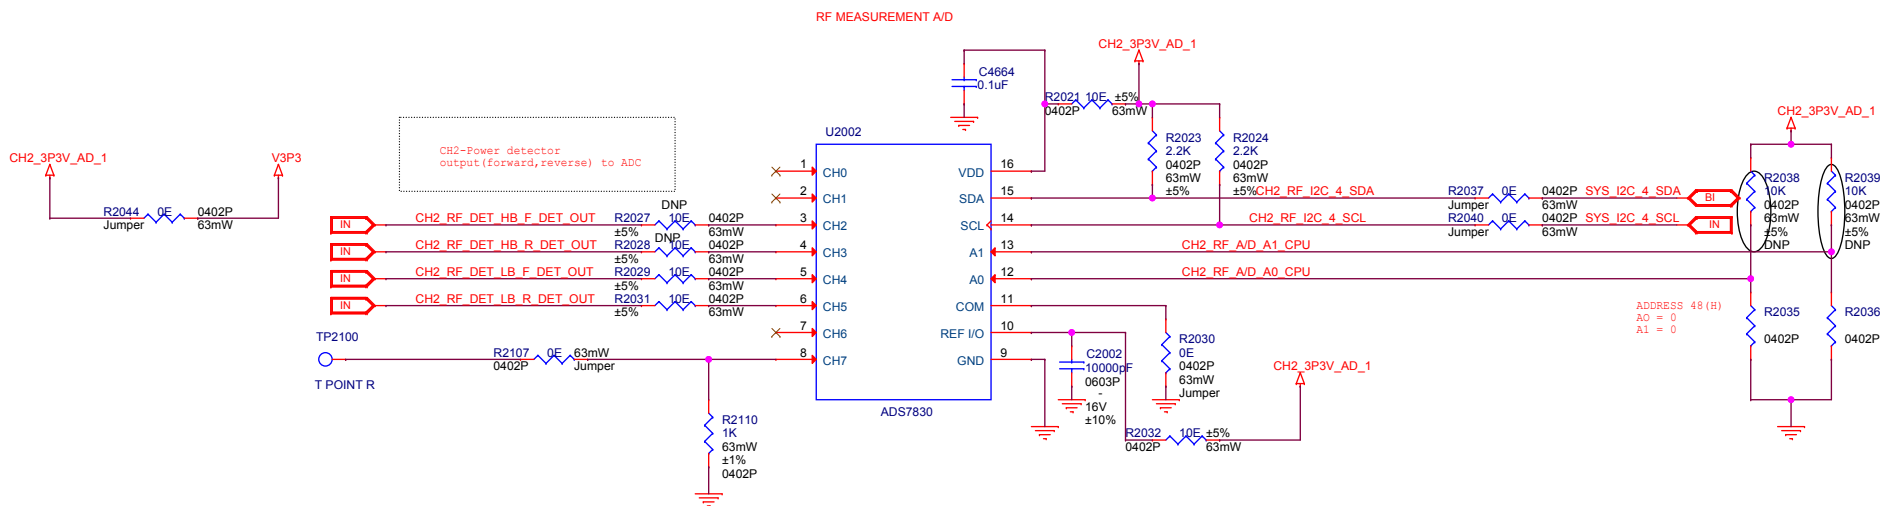 RF MEASUREMENT A/D
CH2_3P3V_AD_1
V3P3
R2044 0E 0402P
Jumper 63mW
CH2-Power detector
output(forward,reverse) to ADC
C4664
0.1uF
CH2_3P3V_AD_1
R2021 10E ±5%
0402P 63mW
R2023
2.2K
0402P
63mW
±5%
R2024
2.2K
0402P
63mW
±5%
U2002
1 CH0
2 CH1
3 CH2
4 CH3
5 CH4
6 CH5
7 CH6
8 CH7
VDD 16
SDA 15
SCL 14
A1 13
A0 12
COM 11
REF I/O 10
GND 9
ADS7830
DNP
IN CH2_RF_DET_HB_F_DET_OUT R2027 10E 0402P
±5% 63mW
DNP
IN CH2_RF_DET_HB_R_DET_OUT R2028 10E 0402P
±5% 63mW
IN CH2_RF_DET_LB_F_DET_OUT R2029 10E 0402P
±5% 63mW
IN CH2_RF_DET_LB_R_DET_OUT R2031 10E 0402P
±5% 63mW
TP2100
T POINT R
R2107 0E 63mW
0402P Jumper
R2110
1K
63mW
±1%
0402P
CH2_RF_I2C_4_SDA R2037 0E 0402P SYS_I2C_4_SDA BI
Jumper 63mW
CH2_RF_I2C_4_SCL R2040 0E 0402P SYS_I2C_4_SCL IN
Jumper 63mW
CH2_RF_A/D_A1_CPU
CH2_RF_A/D_A0_CPU
C2002
10000pF
0603P
-
16V
±10%
R2030
0E
0402P
63mW
Jumper
CH2_3P3V_AD_1
R2032 10E ±5%
0402P 63mW
CH2_3P3V_AD_1
R2038
10K
0402P
63mW
±5%
DNP
R2039
10K
0402P
63mW
±5%
DNP
ADDRESS 48(H)
AO = 0
A1 = 0
R2035
0402P
R2036
0402P